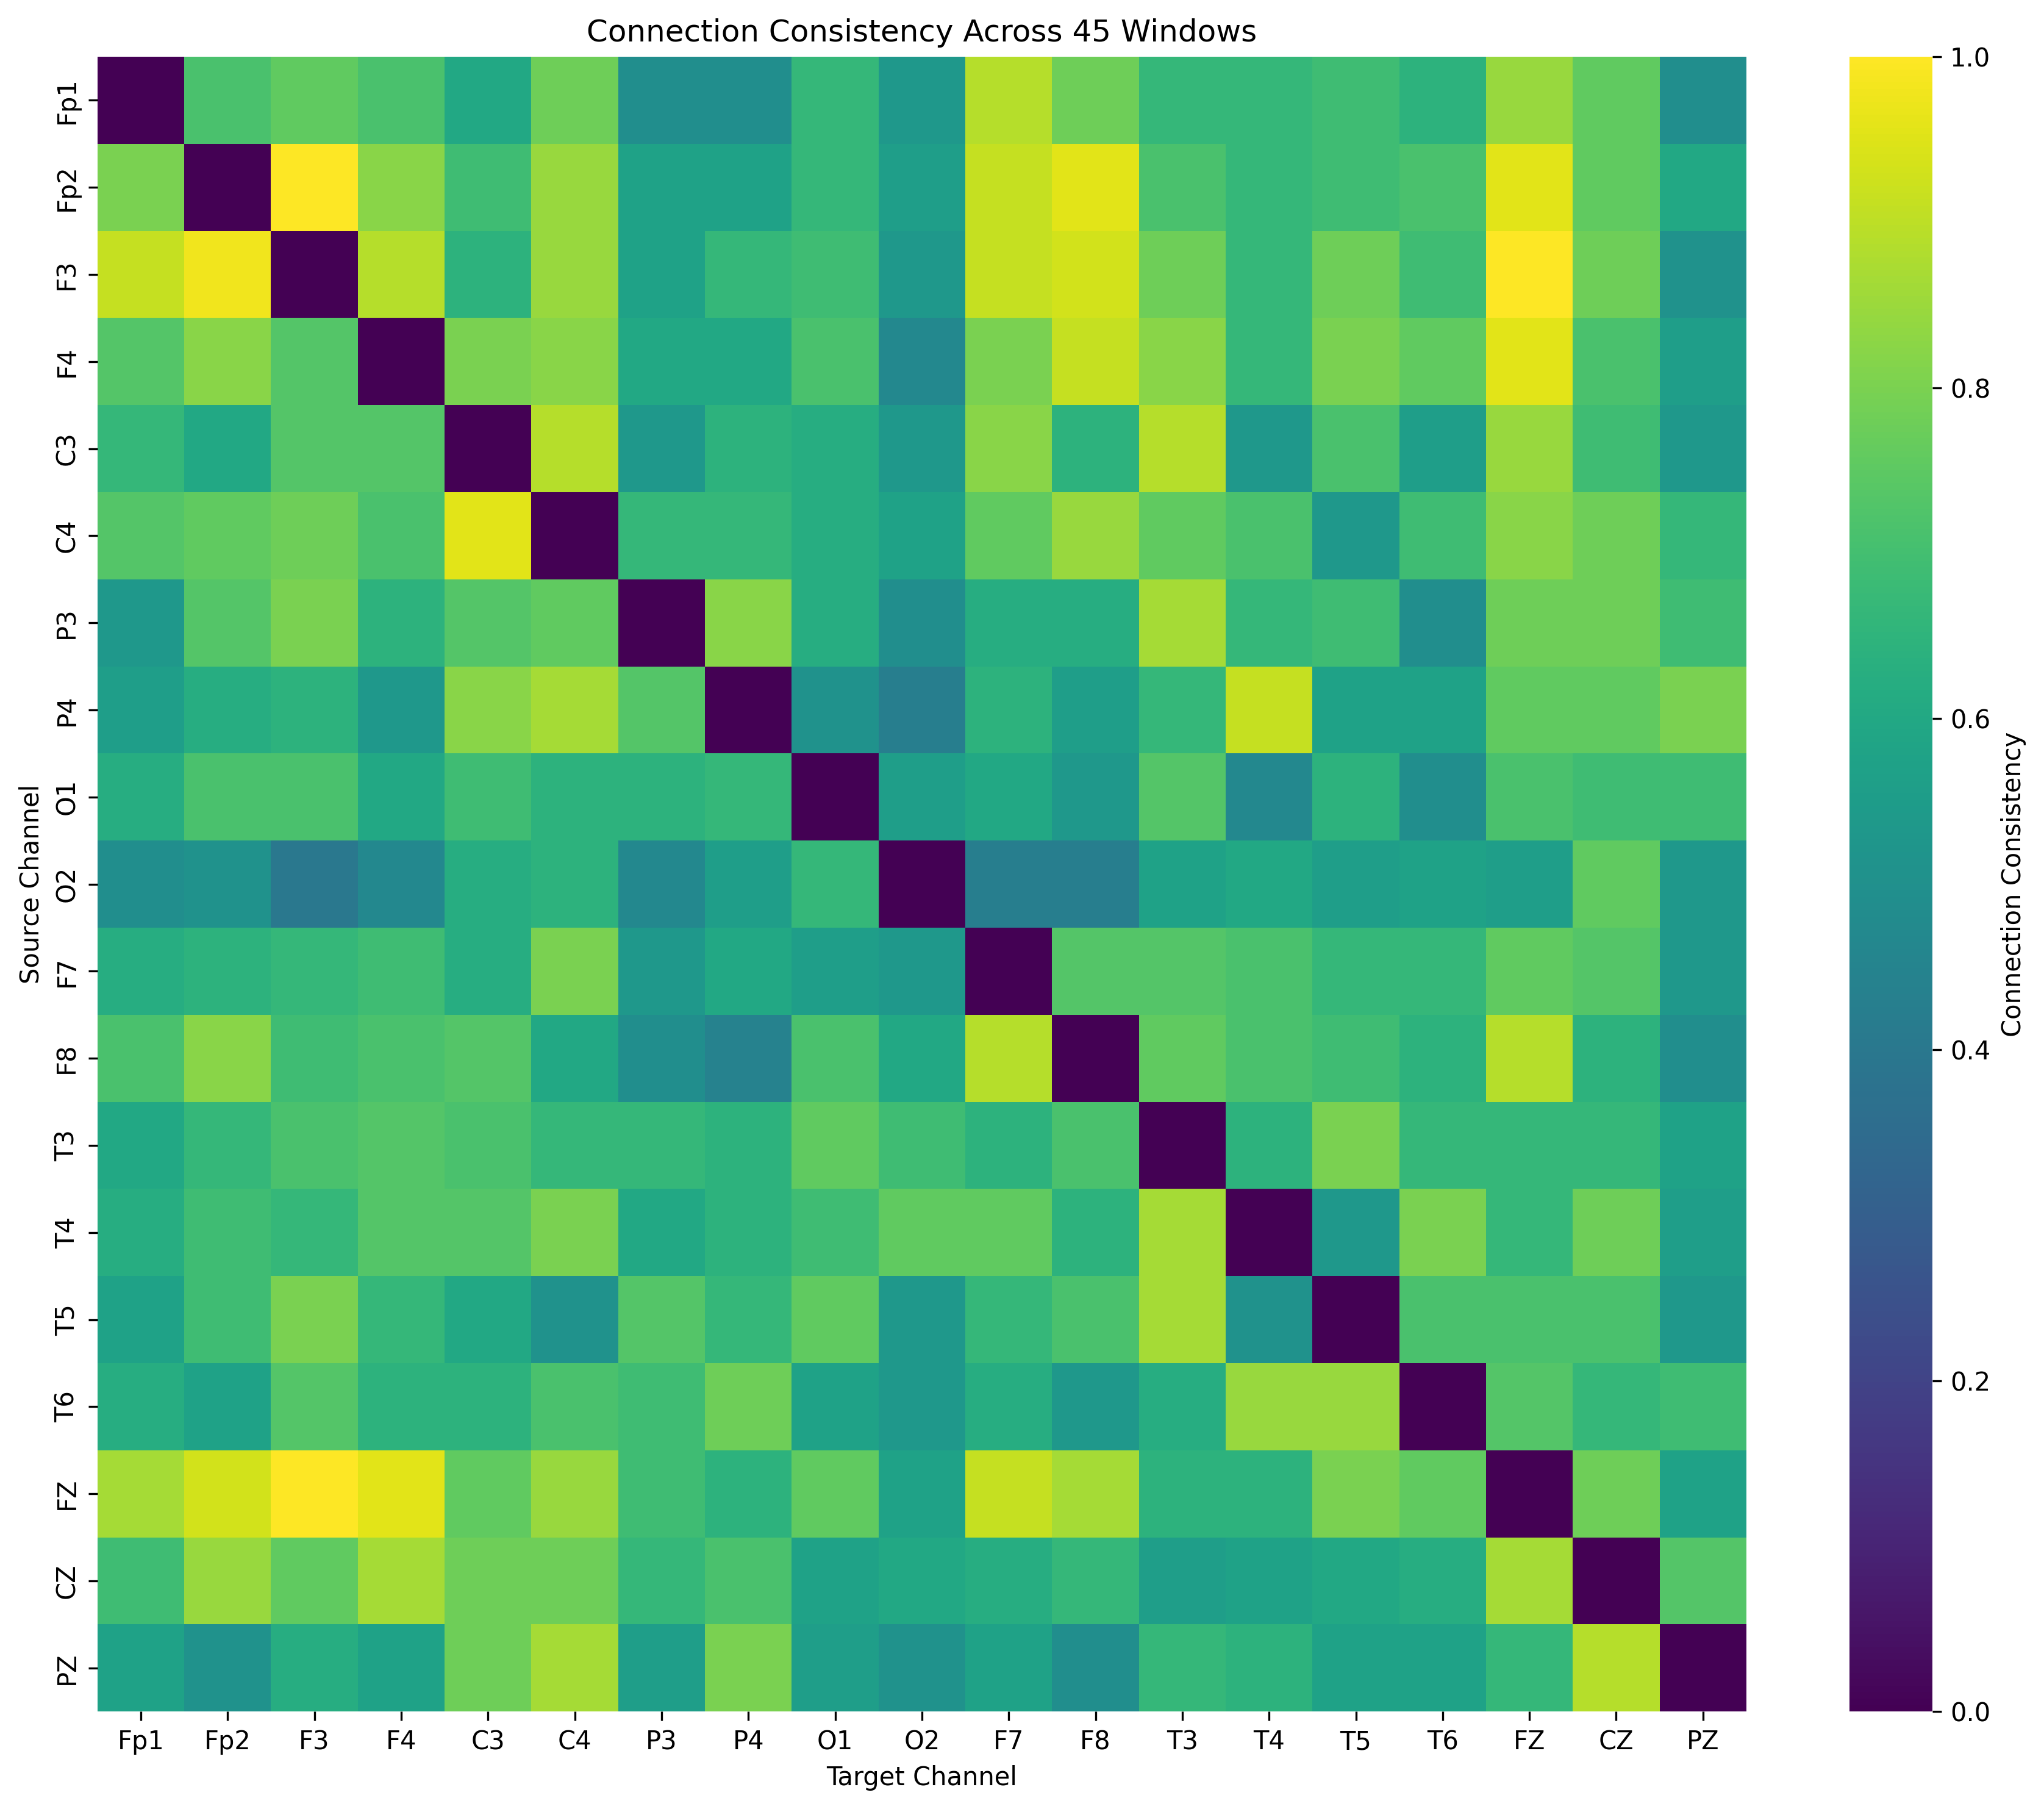 Connection Consistency Across 45 Windows
Source Channel
Fp1
Fp2
F3
F4
C3
C4
P3
P4
O1
O2
F7
F8
T3
T4
T5
T6
FZ
CZ
PZ
Fp1 Fp2 F3 F4 C3 C4 P3 P4 O1 O2 F7 F8 T3 T4 T5 T6 FZ CZ PZ
Target Channel
1.0
0.8
0.6
0.4
0.2
0.0
Connection Consistency